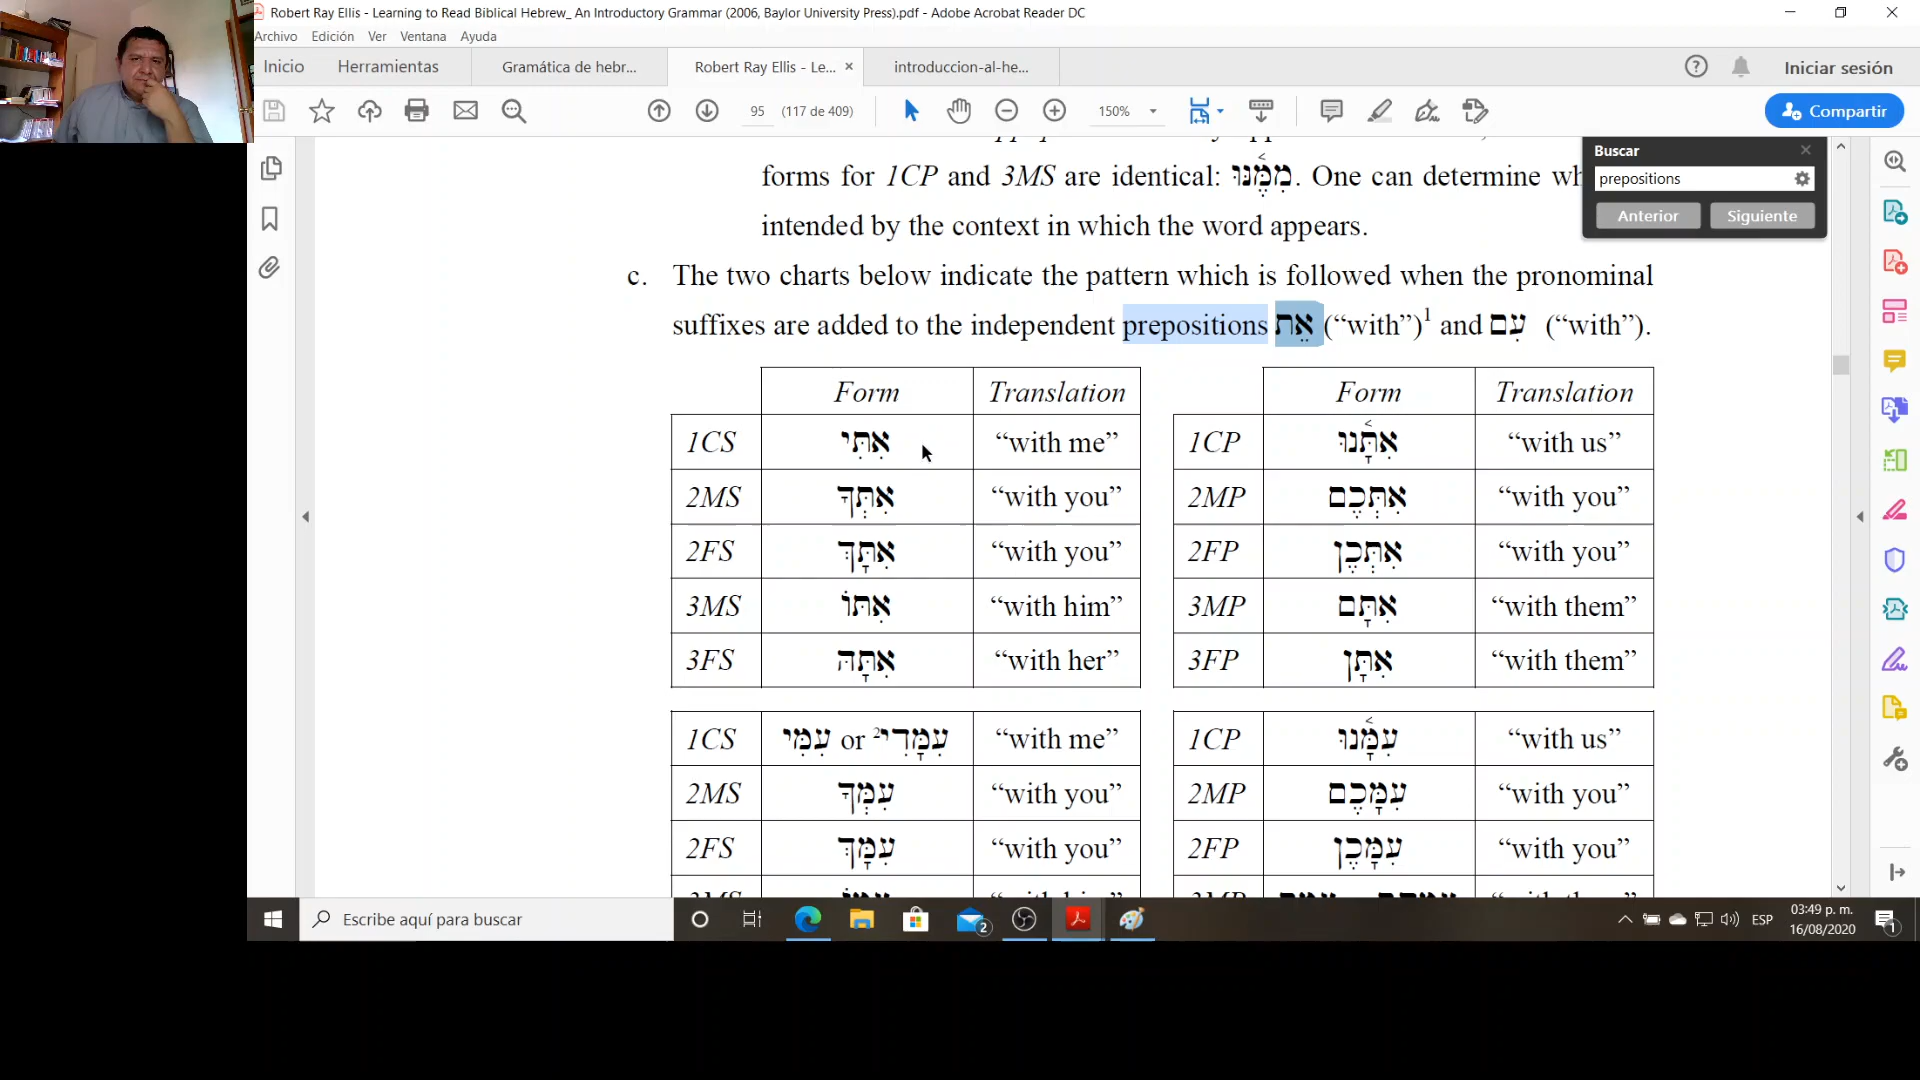 Robert Ray Ellis - Learning to Read Biblical Hebrew_ An Introductory Grammar (2006, Baylor University Press).pdf - Adobe Acrobat Reader DC
Archivo Edición Ver Ventana Ayuda
Inicio Herramientas Gramática de hebr... Robert Ray Ellis - Le... × introduccion-al-he... Iniciar sesión
95 (117 de 409) 150% Compartir
Buscar
prepositions
Anterior Siguiente
forms for 1CP and 3MS are identical: מִמֶּ֫נּוּ. One can determine
intended by the context in which the word appears.
c. The two charts below indicate the pattern which is followed when the pronominal
suffixes are added to the independent prepositions אֵת (“with”)1 and עִם (“with”).
Form Translation Form Translation
1CS אִתִּי “with me” 1CP אִתָּ֫נוּ “with us”
2MS אִתְּךָ “with you” 2MP אִתְּכֶם “with you”
2FS אִתָּךְ “with you” 2FP אִתְּכֶן “with you”
3MS אִתּוֹ “with him” 3MP אִתָּם “with them”
3FS אִתָּהּ “with her” 3FP אִתָּן “with them”
1CS עִמִּי or עִמָּדִי2 “with me” 1CP עִמָּ֫נוּ “with us”
2MS עִמְּךָ “with you” 2MP עִמָּכֶם “with you”
2FS עִמָּךְ “with you” 2FP עִמָּכֶן “with you”
Escribe aquí para buscar
2
ESP
03:49 p. m.
16/08/2020
1